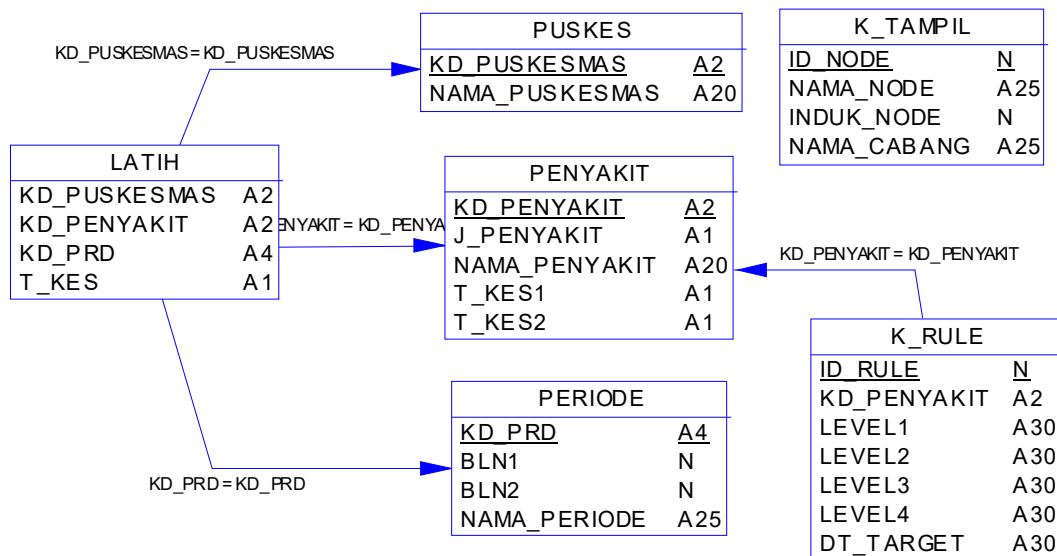 PUSKES
KD_PUSKESMAS A2
NAMA_PUSKESMAS A20
K_TAMPIL
ID_NODE N
NAMA_NODE A25
INDUK_NODE N
NAMA_CABANG A25
KD_PUSKESMAS = KD_PUSKESMAS
LATIH
KD_PUSKESMAS A2
KD_PENYAKIT A2
KD_PRD A4
T_KES A1
ENYAKIT = KD_PENYA
PENYAKIT
KD_PENYAKIT A2
J_PENYAKIT A1
NAMA_PENYAKIT A20
T_KES1 A1
T_KES2 A1
KD_PENYAKIT = KD_PENYAKIT
K_RULE
ID_RULE N
KD_PENYAKIT A2
LEVEL1 A30
LEVEL2 A30
LEVEL3 A30
LEVEL4 A30
DT_TARGET A30
PERIODE
KD_PRD A4
BLN1 N
BLN2 N
NAMA_PERIODE A25
KD_PRD = KD_PRD